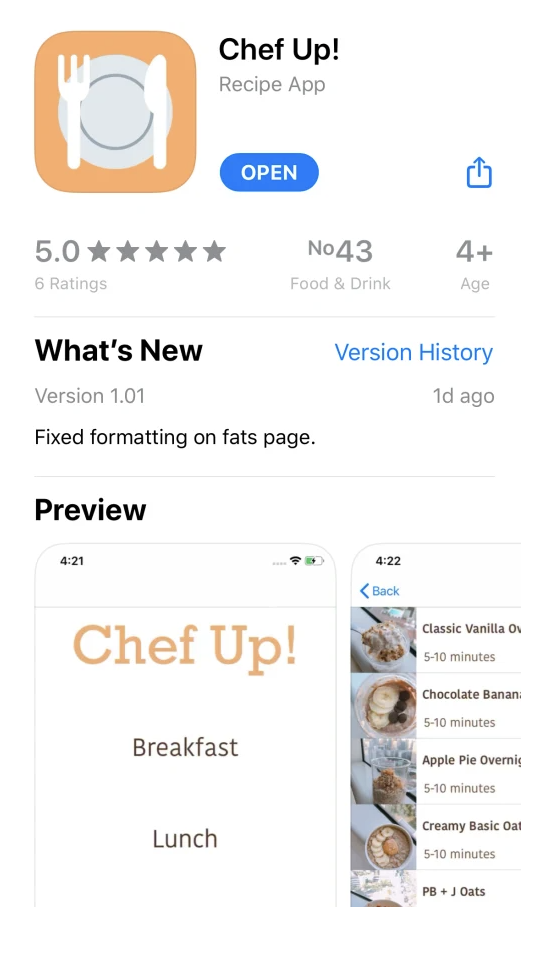 Chef Up!
Recipe App
OPEN
5.0
No43
4+
6 Ratings
Food & Drink
Age
What's New
Version History
Version 1.01
1d ago
Fixed formatting on fats page.
Preview
4:21
Chef Up!
Breakfast
Lunch
4:22
Back
Classic Vanilla Ov
5-10 minutes
Chocolate Banana
5-10 minutes
Apple Pie Overnig
5-10 minutes
Creamy Basic Oat
5-10 minutes
PB + J Oats